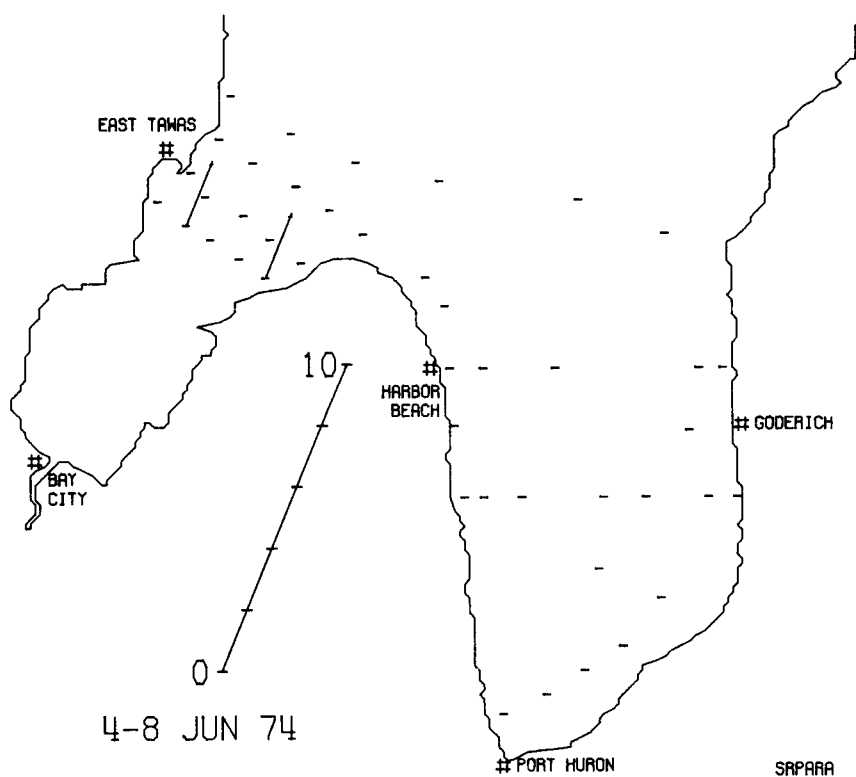 EAST TAWAS
10
HARBOR
BEACH
GODERICH
BAY
CITY
0
4-8 JUN 74
PORT HURON
SRPARA